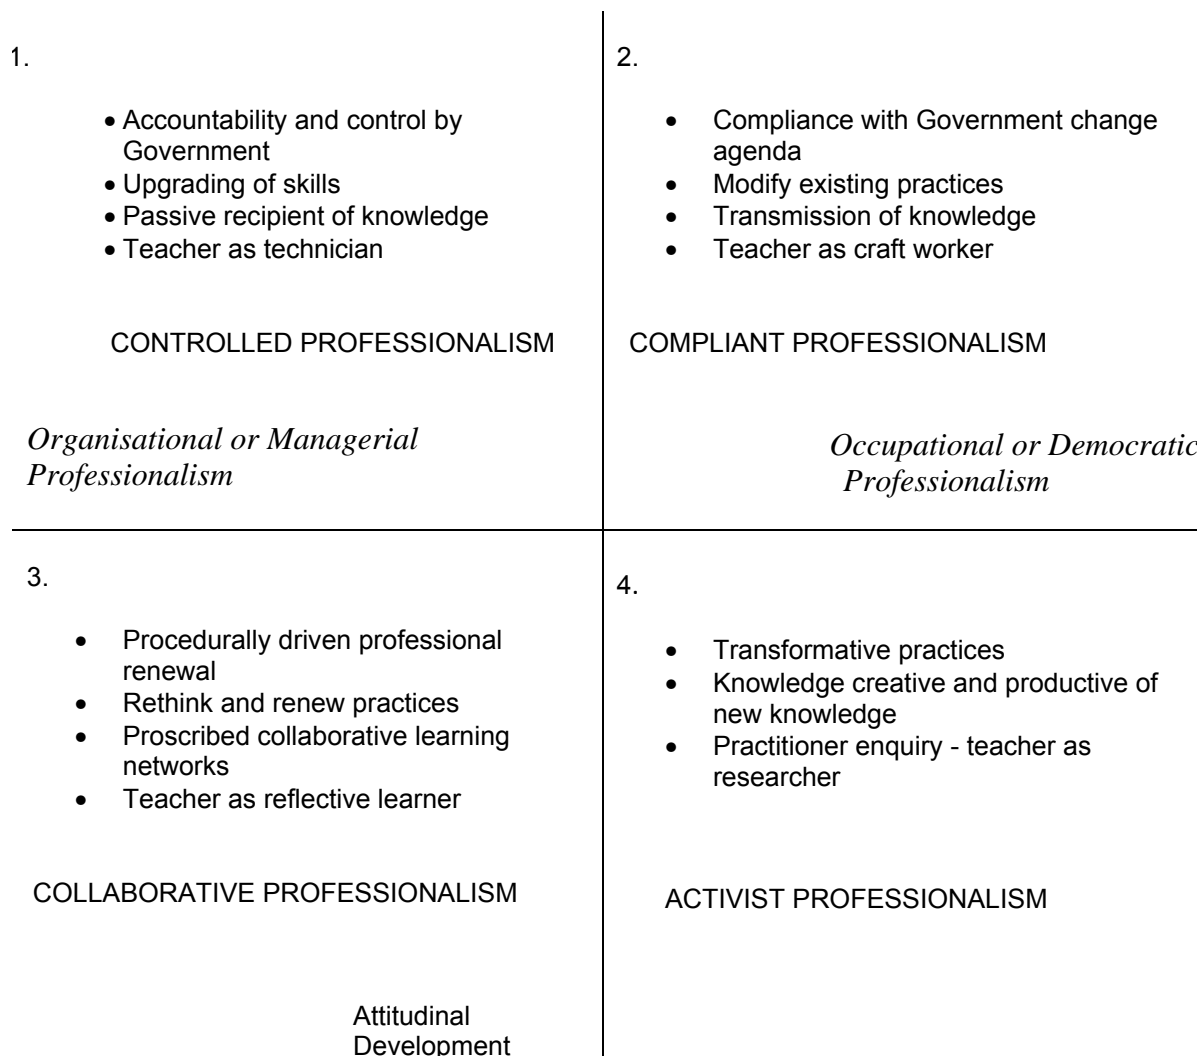 1.
• Accountability and control by
Government
• Upgrading of skills
• Passive recipient of knowledge
• Teacher as technician
CONTROLLED PROFESSIONALISM
Organisational or Managerial
Professionalism
2.
• Compliance with Government change
agenda
• Modify existing practices
• Transmission of knowledge
• Teacher as craft worker
COMPLIANT PROFESSIONALISM
Occupational or Democratic
Professionalism
3.
• Procedurally driven professional
renewal
• Rethink and renew practices
• Proscribed collaborative learning
networks
• Teacher as reflective learner
COLLABORATIVE PROFESSIONALISM
Attitudinal
Development
4.
• Transformative practices
• Knowledge creative and productive of
new knowledge
• Practitioner enquiry - teacher as
researcher
ACTIVIST PROFESSIONALISM